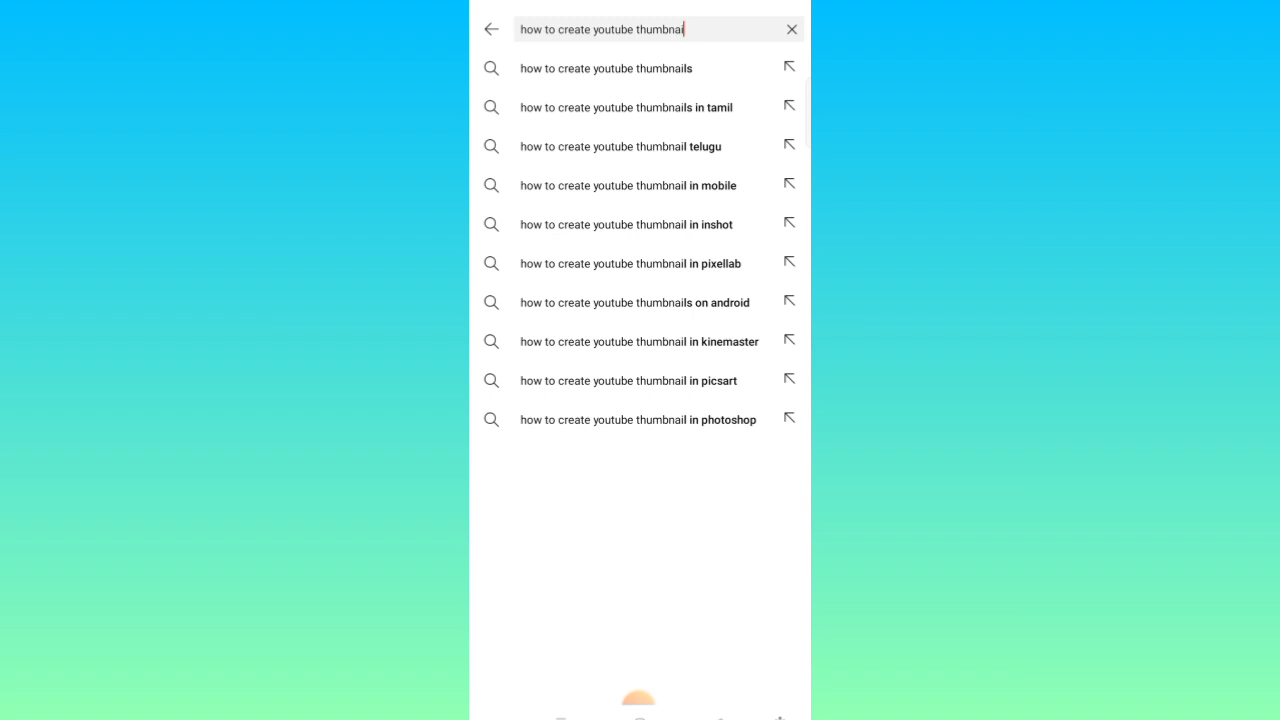 how to create youtube thumbnai
how to create youtube thumbnails
how to create youtube thumbnails in tamil
how to create youtube thumbnail telugu
how to create youtube thumbnail in mobile
how to create youtube thumbnail in inshot
how to create youtube thumbnail in pixellab
how to create youtube thumbnails on android
how to create youtube thumbnail in kinemaster
how to create youtube thumbnail in picsart
how to create youtube thumbnail in photoshop